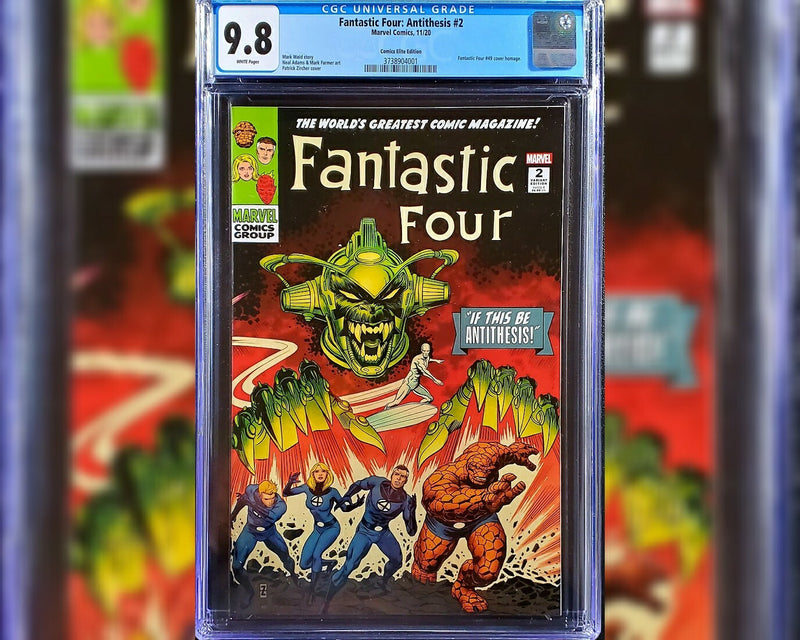 CGC UNIVERSAL GRADE
9.8
WHITE Pages
Fantastic Four: Antithesis #2
Marvel Comics, 11/20
Comics Elite Edition
Mark Waid story
Neal Adams & Mark Farmer art
Patrick Zircher cover
3738904001
Fantastic Four #49 cover homage.
THE WORLD'S GREATEST COMIC MAGAZINE!
FANTASTIC
FOUR
MARVEL
2
VARIANT
EDITION
MARVEL
COMICS
GROUP
"IF THIS BE
ANTITHESIS!"